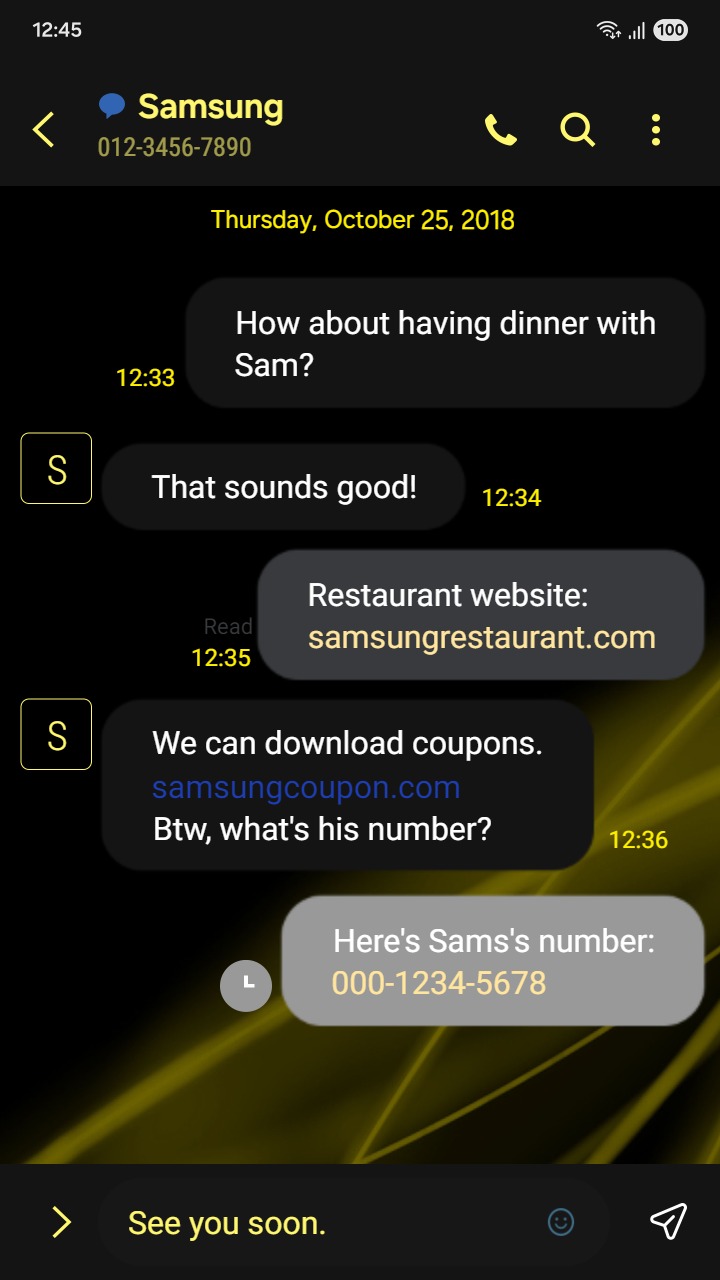 12:45
100
Samsung
012-3456-7890
Thursday, October 25, 2018
How about having dinner with
Sam?
12:33
S
That sounds good!
12:34
Restaurant website:
samsungrestaurant.com
Read
12:35
S
We can download coupons.
samsungcoupon.com
Btw, what's his number?
12:36
Here's Sams's number:
000-1234-5678
See you soon.